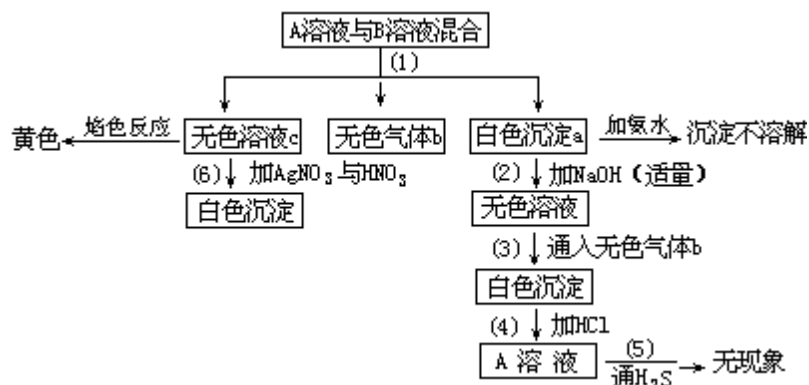 A溶液与B溶液混合
(1)
黄色 焰色反应 无色溶液c 无色气体b 白色沉淀a 加氨水 沉淀不溶解
(6) 加AgNO₃与HNO₃ (2) 加NaOH（适量）
白色沉淀 无色溶液
(3) 通入无色气体b
白色沉淀
(4) 加HCl
A 溶 液 (5) 通H₂S 无现象